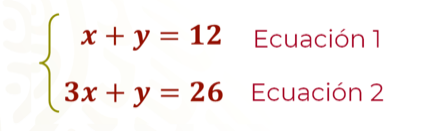 x + y = 12 Ecuación 1
3x + y = 26 Ecuación 2